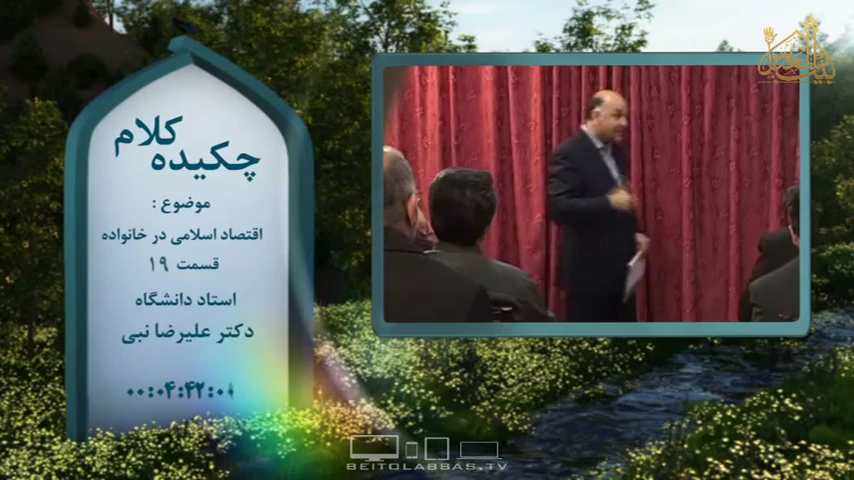 چکیده کلام
موضوع :
اقتصاد اسلامی در خانواده
قسمت ۱۹
استاد دانشگاه
دکتر علیرضا نبی
۰۰:۰۴:۴۲:۰۱
BEITOLABBAS.TV